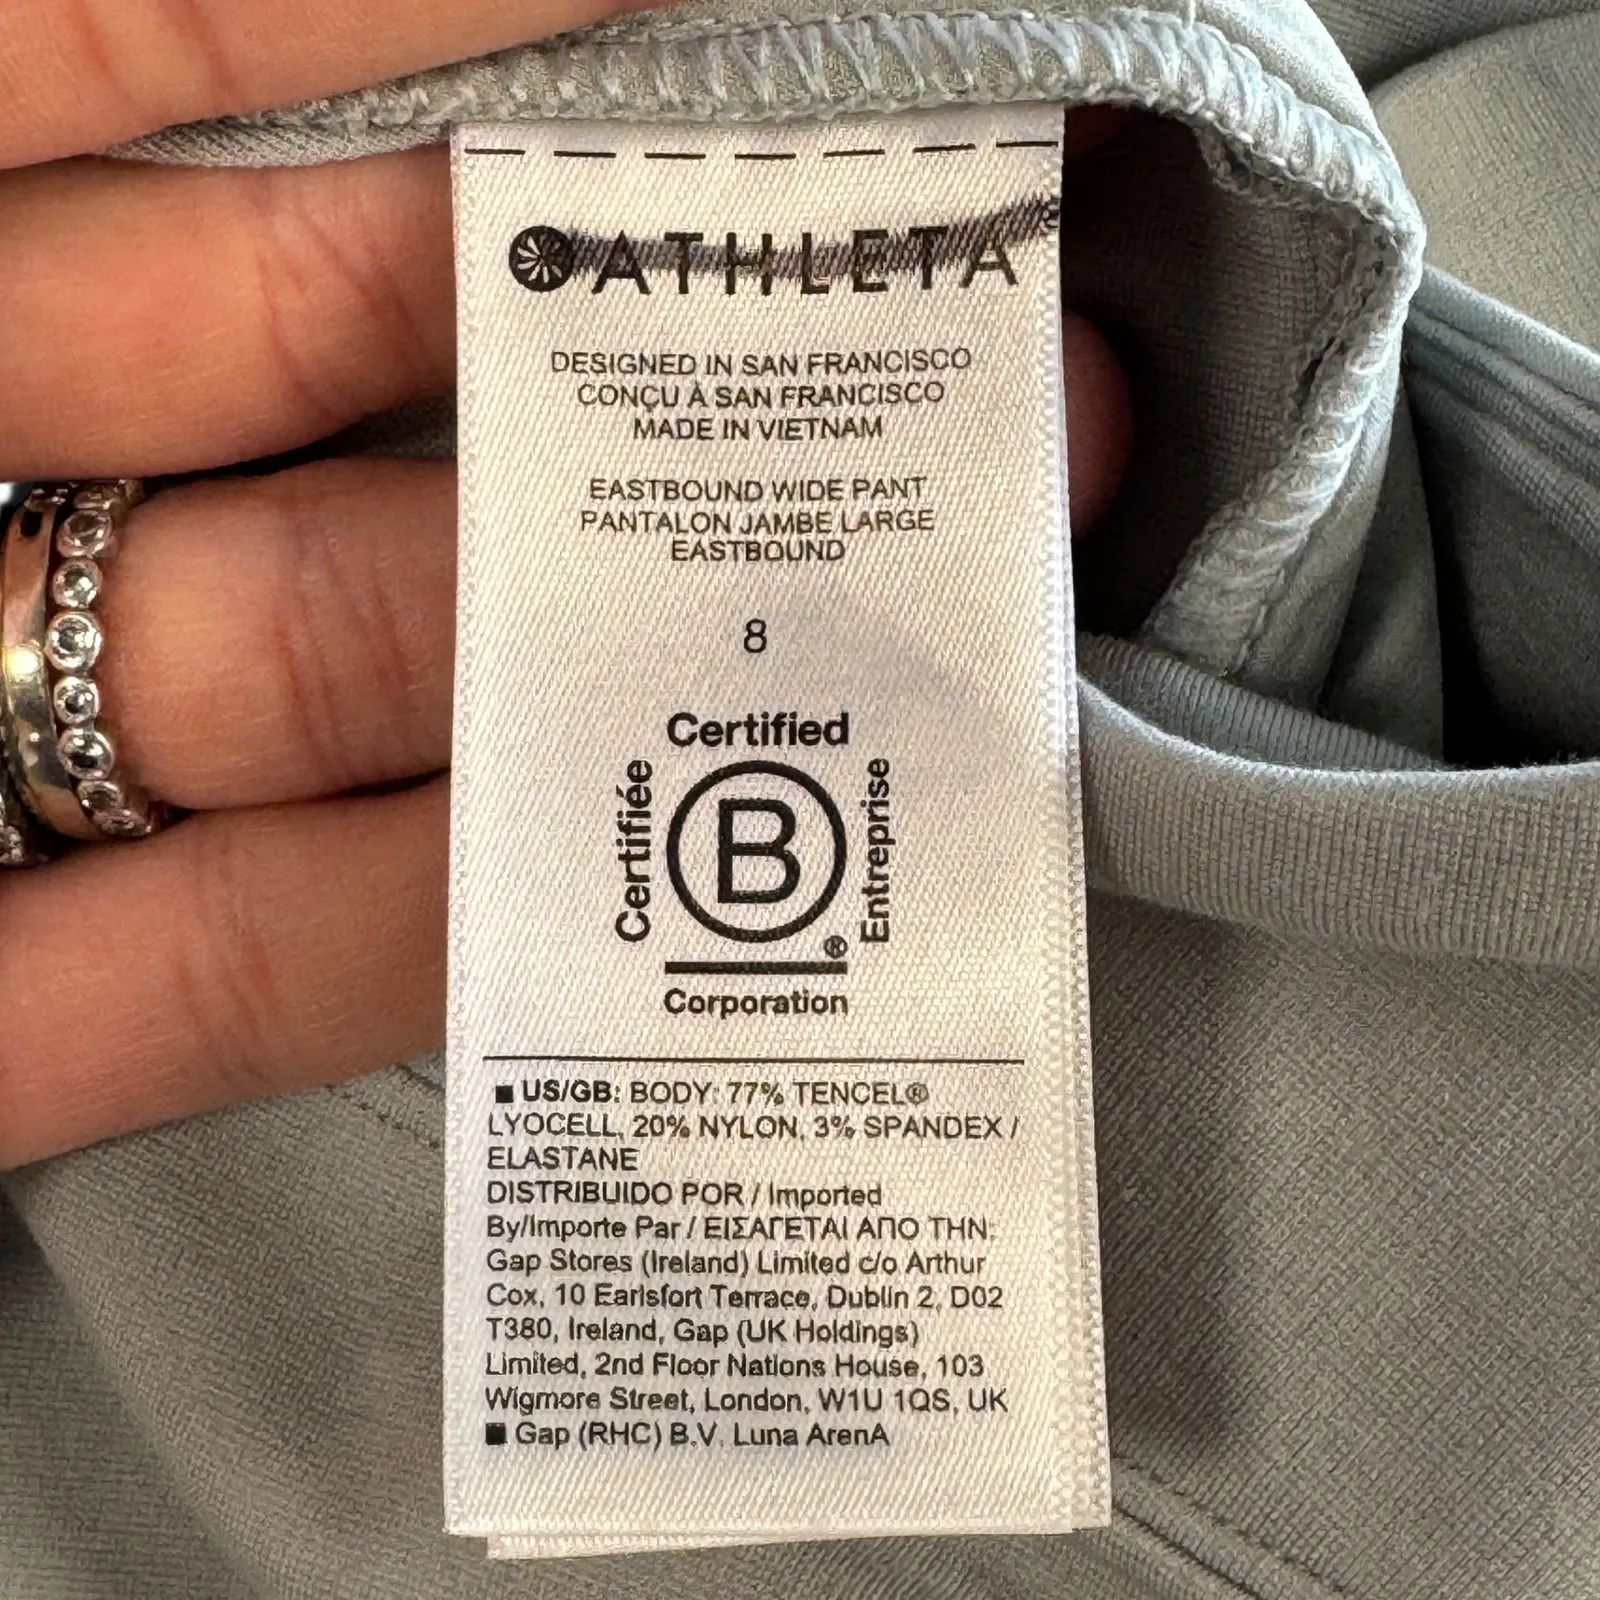 ATHLETA
DESIGNED IN SAN FRANCISCO
CONÇU À SAN FRANCISCO
MADE IN VIETNAM
EASTBOUND WIDE PANT
PANTALON JAMBE LARGE
EASTBOUND
8
Certified
Certifiée
B
®
Entreprise
Corporation
■ US/GB: BODY: 77% TENCEL®
LYOCELL, 20% NYLON, 3% SPANDEX /
ELASTANE
DISTRIBUIDO POR / Imported
By/Importe Par / ΕΙΣΑΓΕΤΑΙ ΑΠΟ ΤΗΝ:
Gap Stores (Ireland) Limited c/o Arthur
Cox, 10 Earlsfort Terrace, Dublin 2, D02
T380, Ireland, Gap (UK Holdings)
Limited, 2nd Floor Nations House, 103
Wigmore Street, London, W1U 1QS, UK
■ Gap (RHC) B.V. Luna ArenA